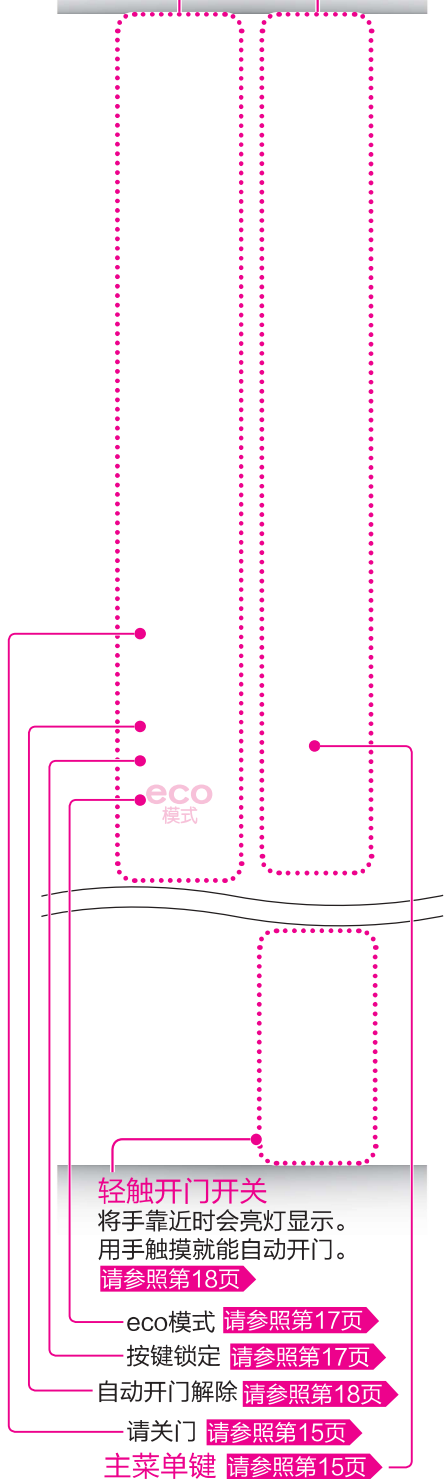 eco
模式
轻触开门开关
将手靠近时会亮灯显示。
用手触摸就能自动开门。
请参照第18页
eco模式 请参照第17页
按键锁定 请参照第17页
自动开门解除 请参照第18页
请关门 请参照第15页
主菜单键 请参照第15页